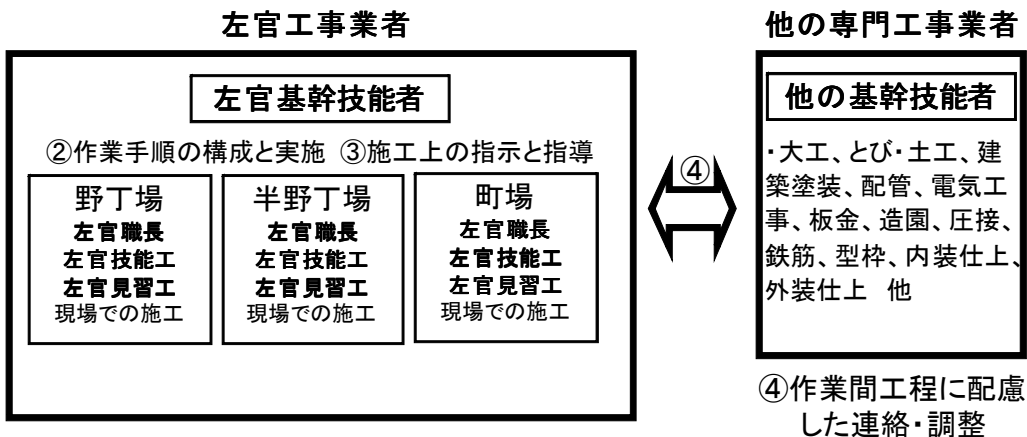 左官工事業者
左官基幹技能者
②作業手順の構成と実施 ③施工上の指示と指導
野丁場
左官職長
左官技能工
左官見習工
現場での施工
半野丁場
左官職長
左官技能工
左官見習工
現場での施工
町場
左官職長
左官技能工
左官見習工
現場での施工
④
他の専門工事業者
他の基幹技能者
・大工、とび・土工、建
築塗装、配管、電気工
事、板金、造園、圧接、
鉄筋、型枠、内装仕上、
外装仕上 他
④作業間工程に配慮
した連絡・調整